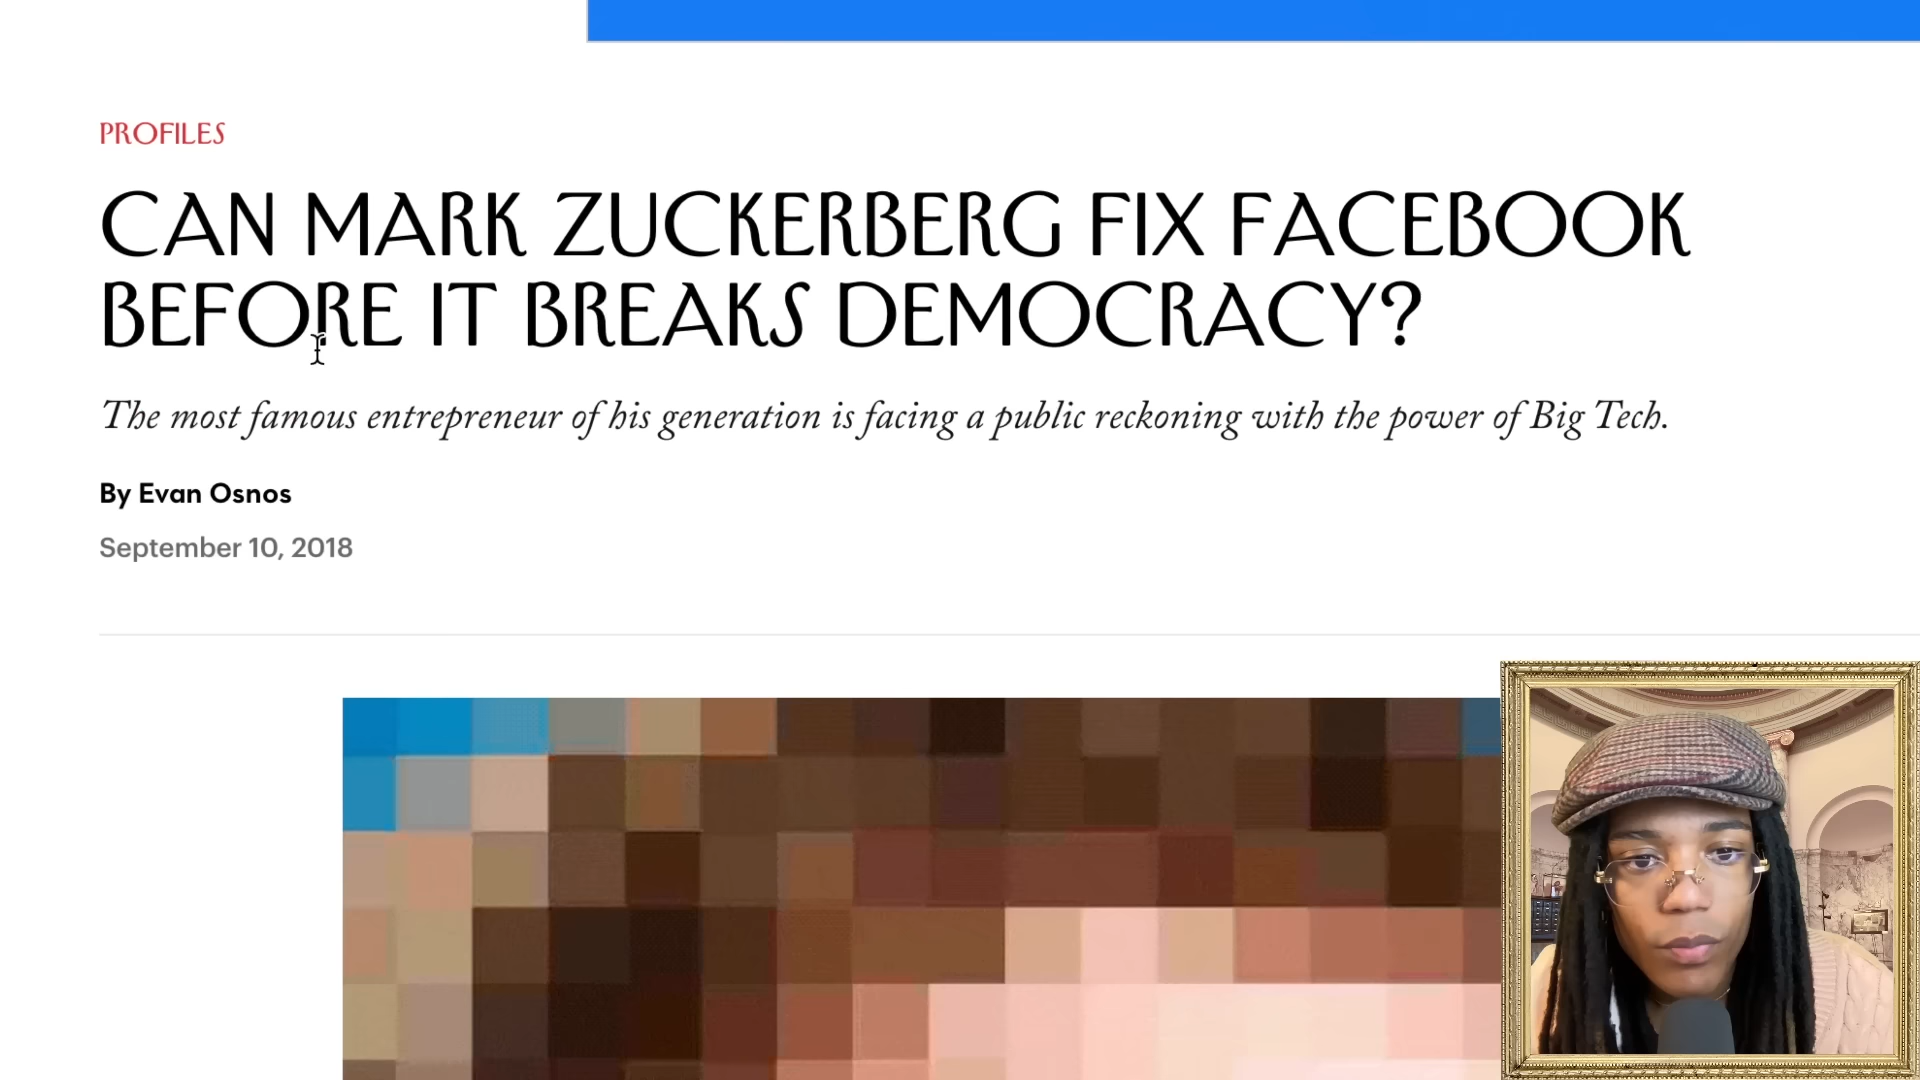 PROFILES
CAN MARK ZUCKERBERG FIX FACEBOOK
BEFORE IT BREAKS DEMOCRACY?
The most famous entrepreneur of his generation is facing a public reckoning with the power of Big Tech.
By Evan Osnos
September 10, 2018